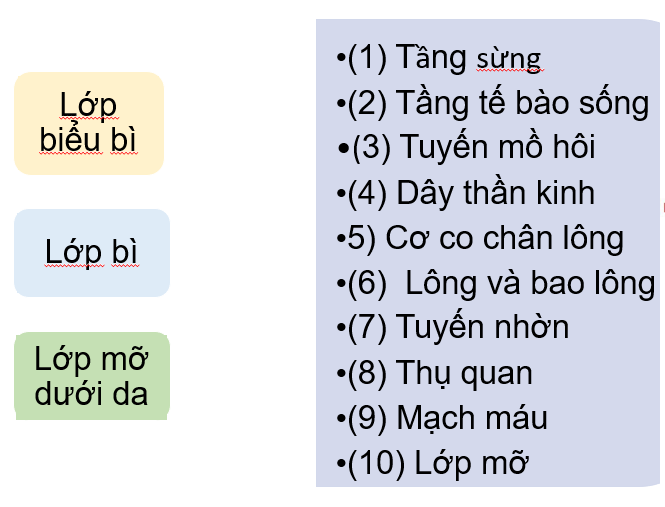 Lớp
biểu bì
Lớp bì
Lớp mỡ
dưới da
•(1) Tầng sừng
•(2) Tầng tế bào sống
•(3) Tuyến mồ hôi
•(4) Dây thần kinh
•5) Cơ co chân lông
•(6) Lông và bao lông
•(7) Tuyến nhờn
•(8) Thụ quan
•(9) Mạch máu
•(10) Lớp mỡ